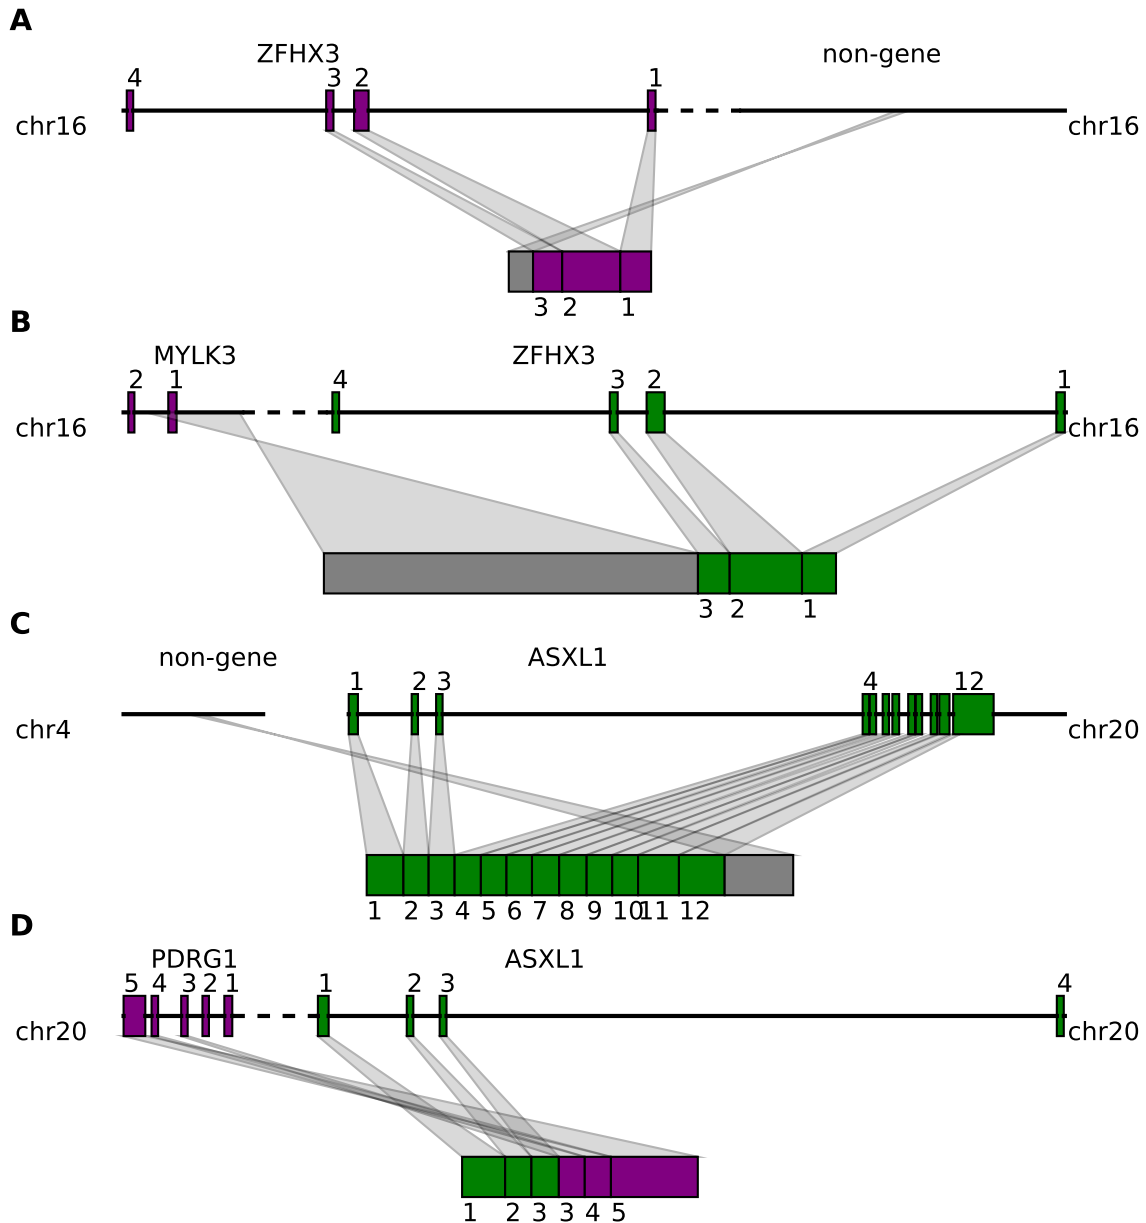 A
ZFHX3 non-gene
4 3 2 1
chr16 chr16
3 2 1
B
MYLK3 ZFHX3
2 1 4 3 2 1
chr16 chr16
3 2 1
C
non-gene ASXL1
1 2 3 4 12
chr4 chr20
1 2 3 4 5 6 7 8 9 10 11 12
D
PDRG1 ASXL1
5 4 3 2 1 1 2 3 4
chr20 chr20
1 2 3 3 4 5